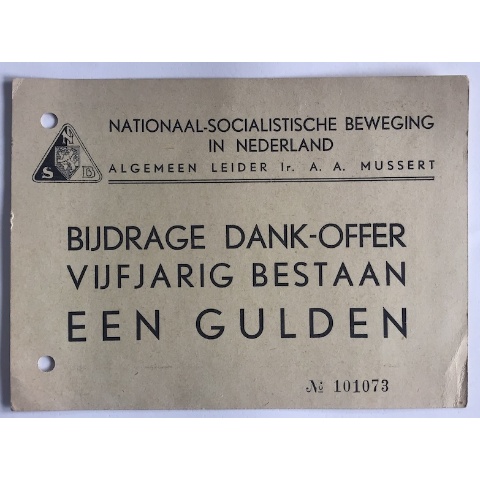 NATIONAAL-SOCIALISTISCHE BEWEGING
IN NEDERLAND
ALGEMEEN LEIDER Ir. A. A. MUSSERT
N
S B
BIJDRAGE DANK-OFFER
VIJFJARIG BESTAAN
EEN GULDEN
№ 101073